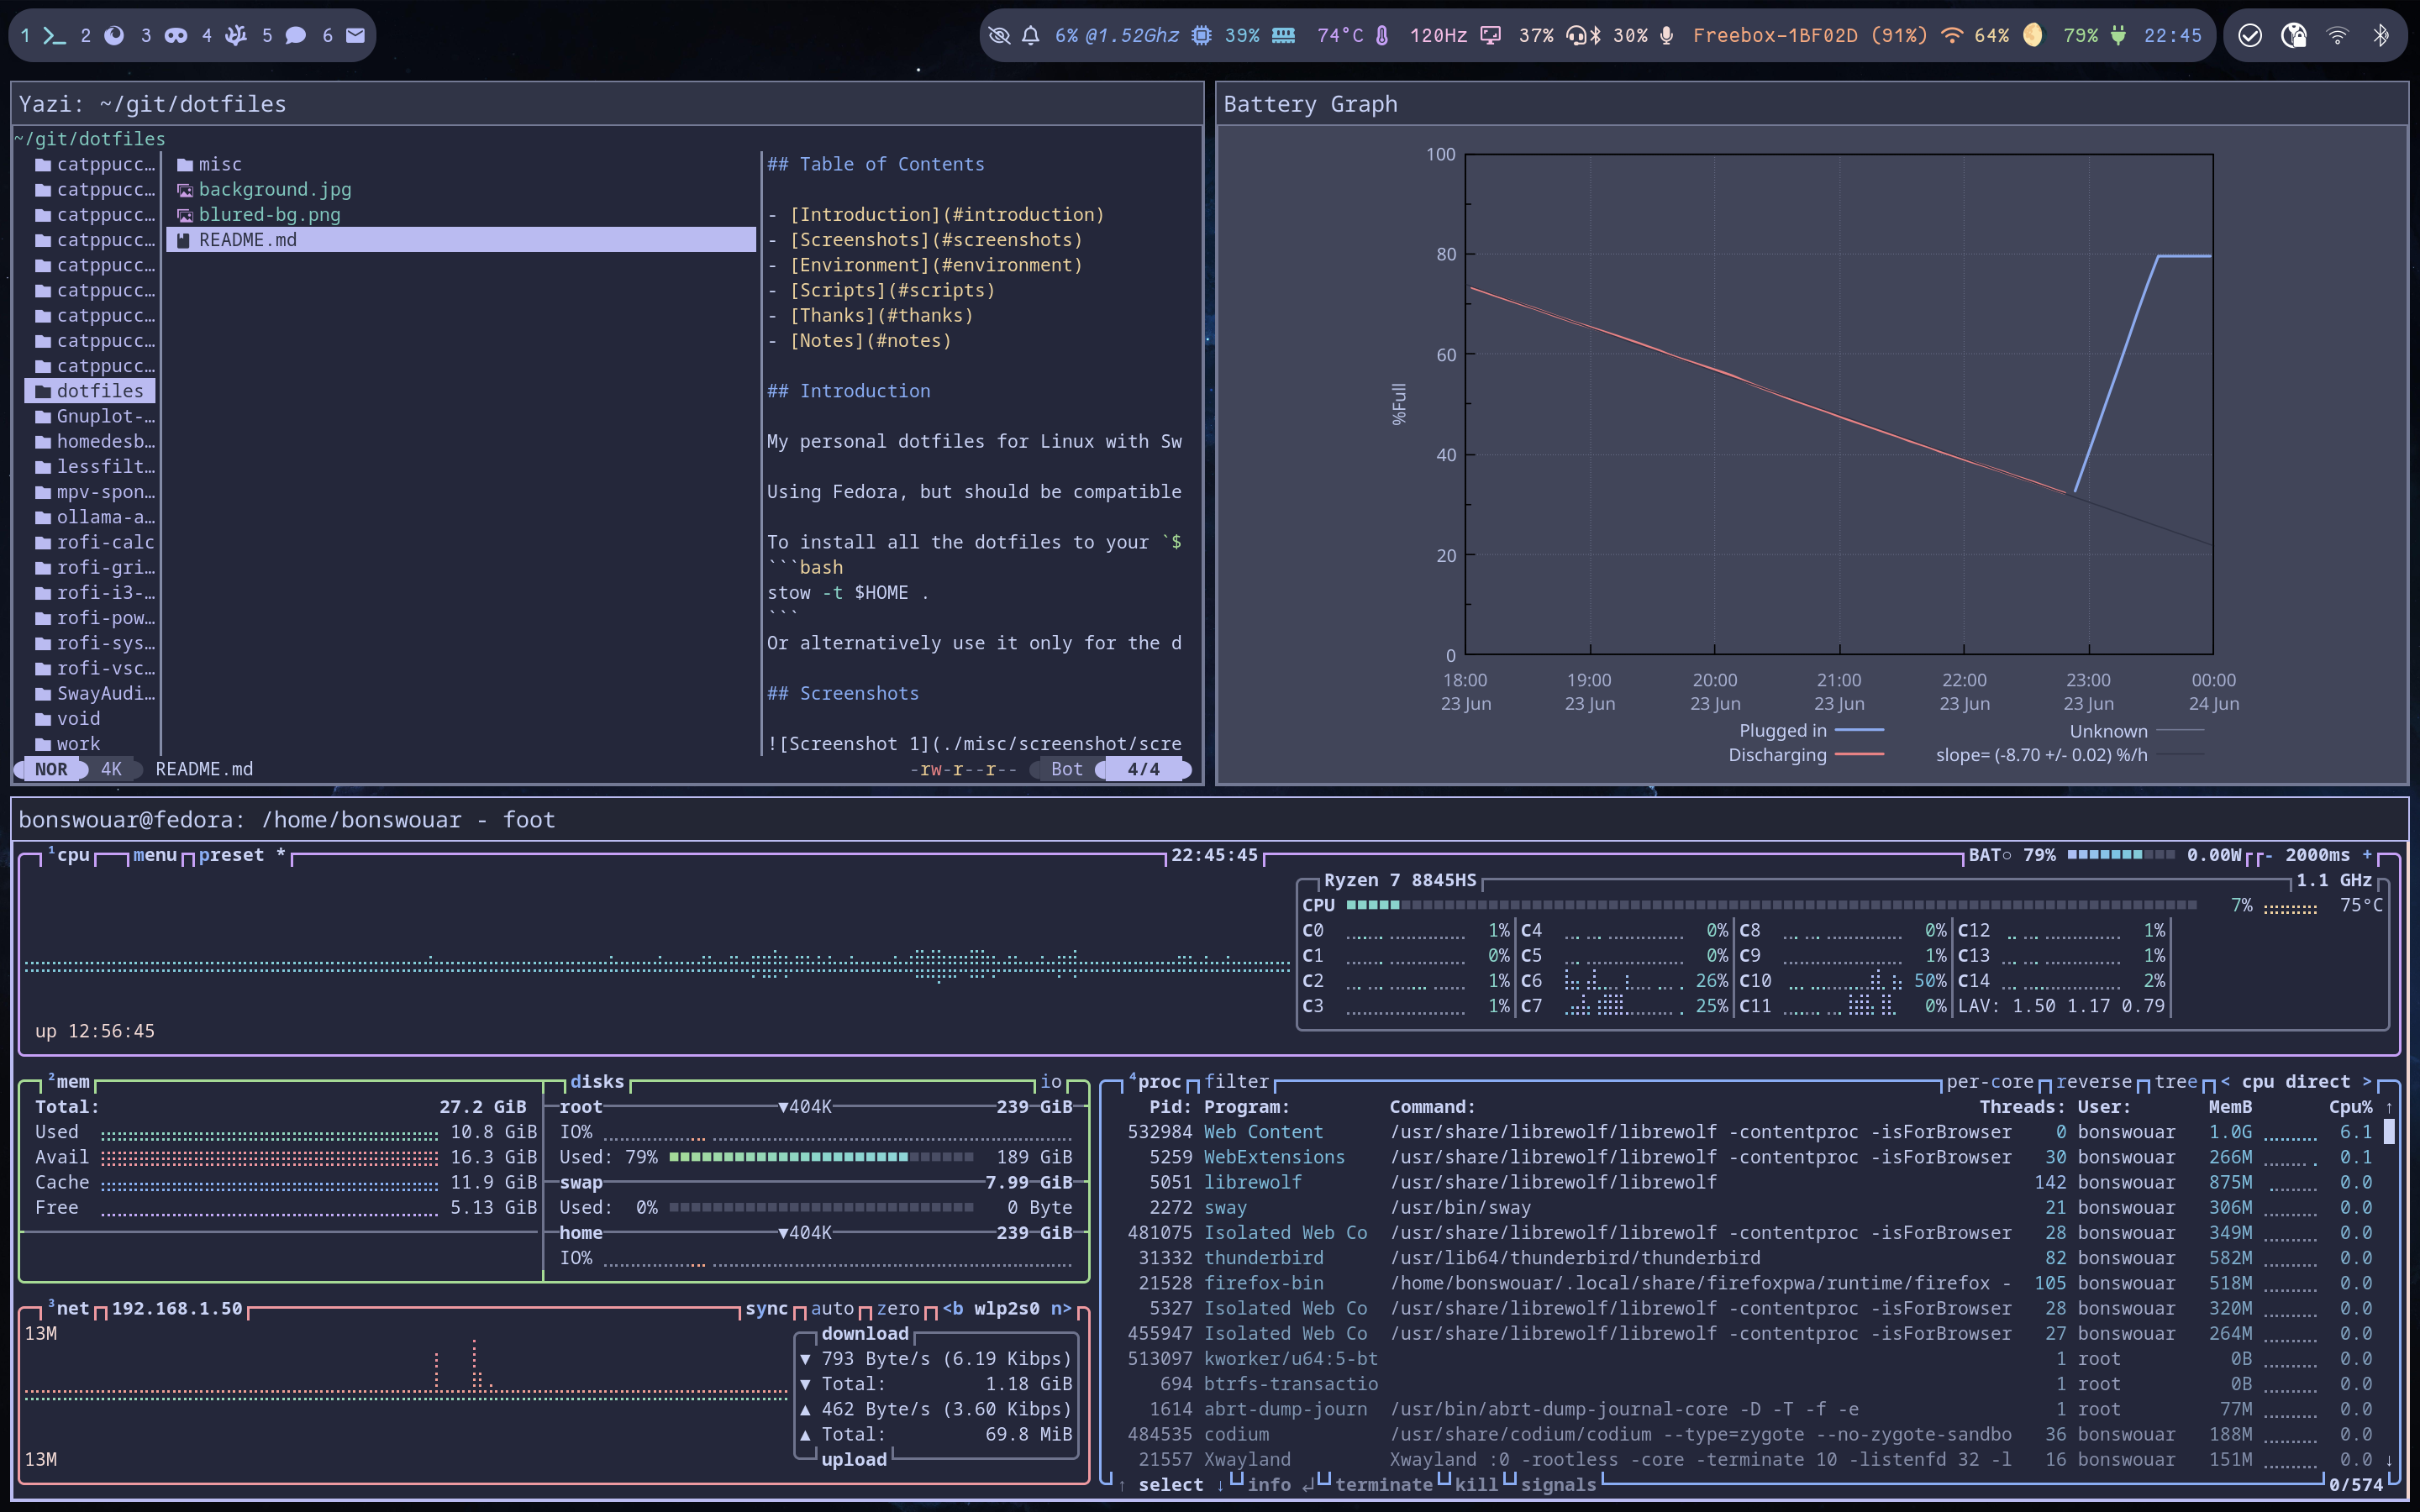 1 2 3 4 5 6
6% @1.52Ghz 39% 74°C 120Hz 37% 30% Freebox-1BF02D (91%) 64% 79% 22:45
Yazi: ~/git/dotfiles
~/git/dotfiles
catppucc…
catppucc…
catppucc…
catppucc…
catppucc…
catppucc…
catppucc…
catppucc…
catppucc…
dotfiles
Gnuplot-…
homedesb…
lessfilt…
mpv-spon…
ollama-a…
rofi-calc
rofi-gri…
rofi-i3-…
rofi-pow…
rofi-sys…
rofi-vsc…
SwayAudi…
void
work
misc
background.jpg
blured-bg.png
README.md
## Table of Contents
- [Introduction](#introduction)
- [Screenshots](#screenshots)
- [Environment](#environment)
- [Scripts](#scripts)
- [Thanks](#thanks)
- [Notes](#notes)
## Introduction
My personal dotfiles for Linux with Sw
Using Fedora, but should be compatible
To install all the dotfiles to your `$
```bash
stow -t $HOME .
```
Or alternatively use it only for the d
## Screenshots
![Screenshot 1](./misc/screenshot/scre
NOR 4K README.md -rw-r--r-- Bot 4/4
Battery Graph
100
80
60
40
20
0
%Full
18:00 19:00 20:00 21:00 22:00 23:00 00:00
23 Jun 23 Jun 23 Jun 23 Jun 23 Jun 23 Jun 24 Jun
Plugged in Unknown
Discharging slope= (-8.70 +/- 0.02) %/h
bonswouar@fedora: /home/bonswouar - foot
¹cpu menu preset * 22:45:45 BAT○ 79% 0.00W - 2000ms +
Ryzen 7 8845HS 1.1 GHz
CPU 7% 75°C
C0 1% C4 0% C8 0% C12 1%
C1 0% C5 0% C9 1% C13 1%
C2 1% C6 26% C10 50% C14 2%
C3 1% C7 25% C11 0% LAV: 1.50 1.17 0.79
up 12:56:45
²mem
Total: 27.2 GiB
Used 10.8 GiB
Avail 16.3 GiB
Cache 11.9 GiB
Free 5.13 GiB
disks io
root ▼404K 239 GiB
IO%
Used: 79% 189 GiB
swap 7.99 GiB
Used: 0% 0 Byte
home ▼404K 239 GiB
IO%
³net 192.168.1.50 sync auto zero <b wlp2s0 n>
13M
13M
download
▼ 793 Byte/s (6.19 Kibps)
▼ Total: 1.18 GiB
▲ 462 Byte/s (3.60 Kibps)
▲ Total: 69.8 MiB
upload
⁴proc filter per-core reverse tree < cpu direct >
Pid: Program: Command: Threads: User: MemB Cpu% ↑
532984 Web Content /usr/share/librewolf/librewolf -contentproc -isForBrowser 0 bonswouar 1.0G 6.1
5259 WebExtensions /usr/share/librewolf/librewolf -contentproc -isForBrowser 30 bonswouar 266M 0.1
5051 librewolf /usr/share/librewolf/librewolf 142 bonswouar 875M 0.0
2272 sway /usr/bin/sway 21 bonswouar 306M 0.0
481075 Isolated Web Co /usr/share/librewolf/librewolf -contentproc -isForBrowser 28 bonswouar 349M 0.0
31332 thunderbird /usr/lib64/thunderbird/thunderbird 82 bonswouar 582M 0.0
21528 firefox-bin /home/bonswouar/.local/share/firefoxpwa/runtime/firefox - 105 bonswouar 518M 0.0
5327 Isolated Web Co /usr/share/librewolf/librewolf -contentproc -isForBrowser 28 bonswouar 320M 0.0
455947 Isolated Web Co /usr/share/librewolf/librewolf -contentproc -isForBrowser 27 bonswouar 264M 0.0
513097 kworker/u64:5-bt 1 root 0B 0.0
694 btrfs-transactio 1 root 0B 0.0
1614 abrt-dump-journ /usr/bin/abrt-dump-journal-core -D -T -f -e 1 root 77M 0.0
484535 codium /usr/share/codium/codium --type=zygote --no-zygote-sandbo 36 bonswouar 188M 0.0
21557 Xwayland Xwayland :0 -rootless -core -terminate 10 -listenfd 32 -l 16 bonswouar 151M 0.0 ↓
↑ select ↓ info ↲ terminate kill signals 0/574